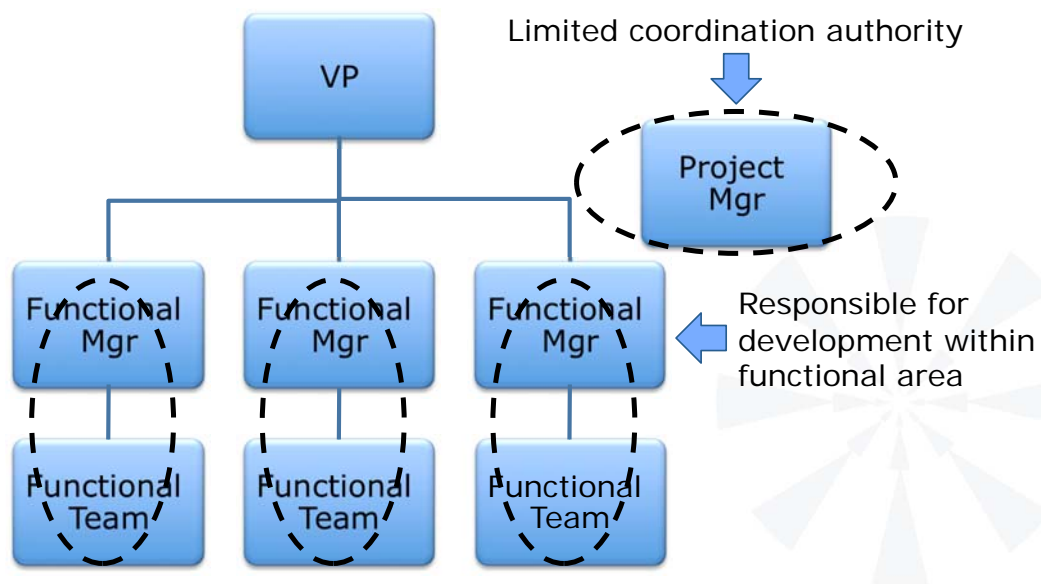 Limited coordination authority
VP
Project
Mgr
Functional
Mgr
Functional
Mgr
Functional
Mgr
Responsible for
development within
functional area
Functional
Team
Functional
Team
Functional
Team